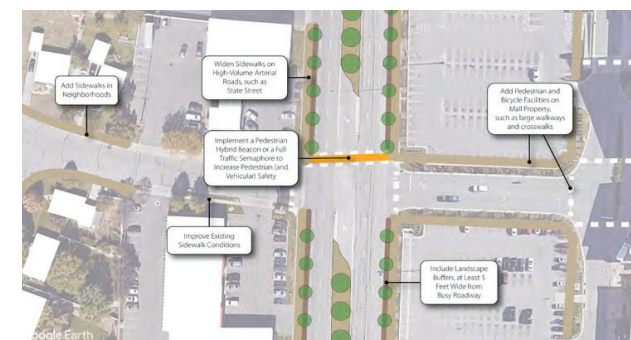 Widen Sidewalks on
High-Volume Arterial
Roads, such as
State Street
Add Sidewalks in
Neighborhoods
Add Pedestrian and
Bicycle Facilities on
Mall Property,
such as large walkways
and crosswalks
Implement a Pedestrian
Hybrid Beacon or a Full
Traffic Semaphore to
Increase Pedestrian (and
Vehicular) Safety
Improve Existing
Sidewalk Conditions
Include Landscape
Buffers, at Least 5
Feet Wide from
Busy Roadway
oogle Earth